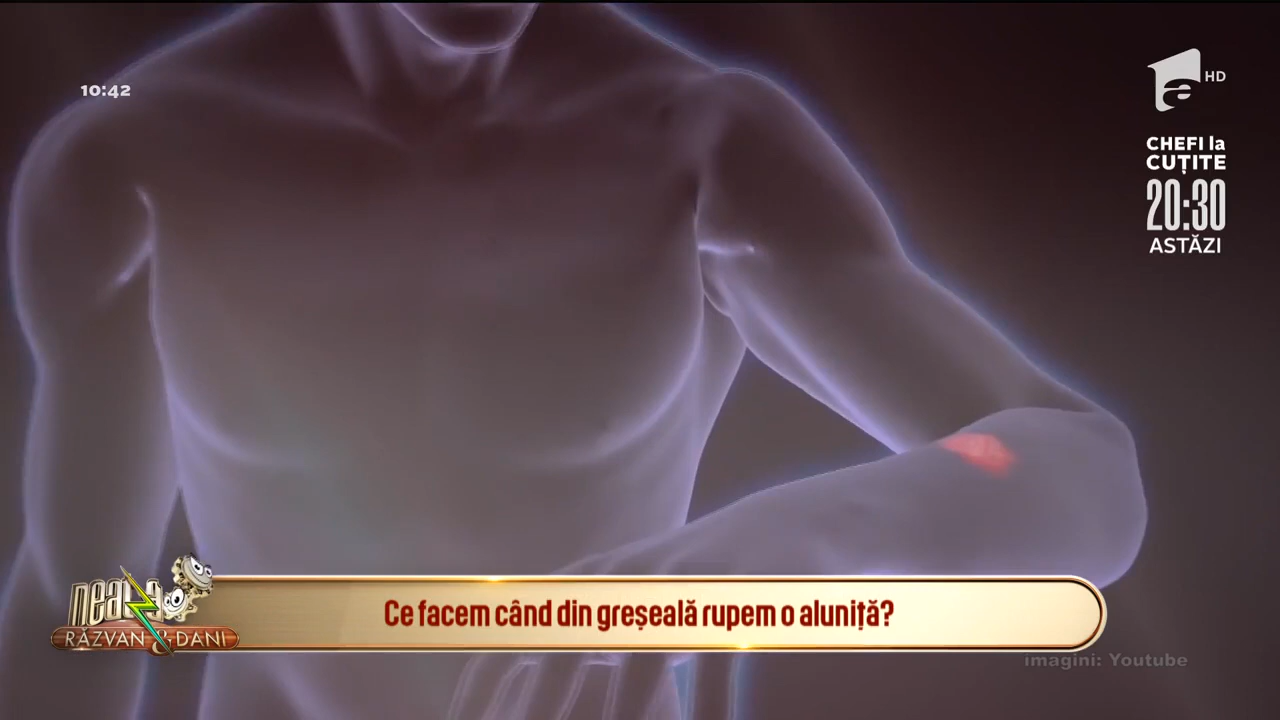 10:42
HD
CHEFI la
CUȚITE
20:30
ASTĂZI
neatza
RĂZVAN & DANI
Ce facem când din greșeală rupem o aluniță?
imagini: Youtube